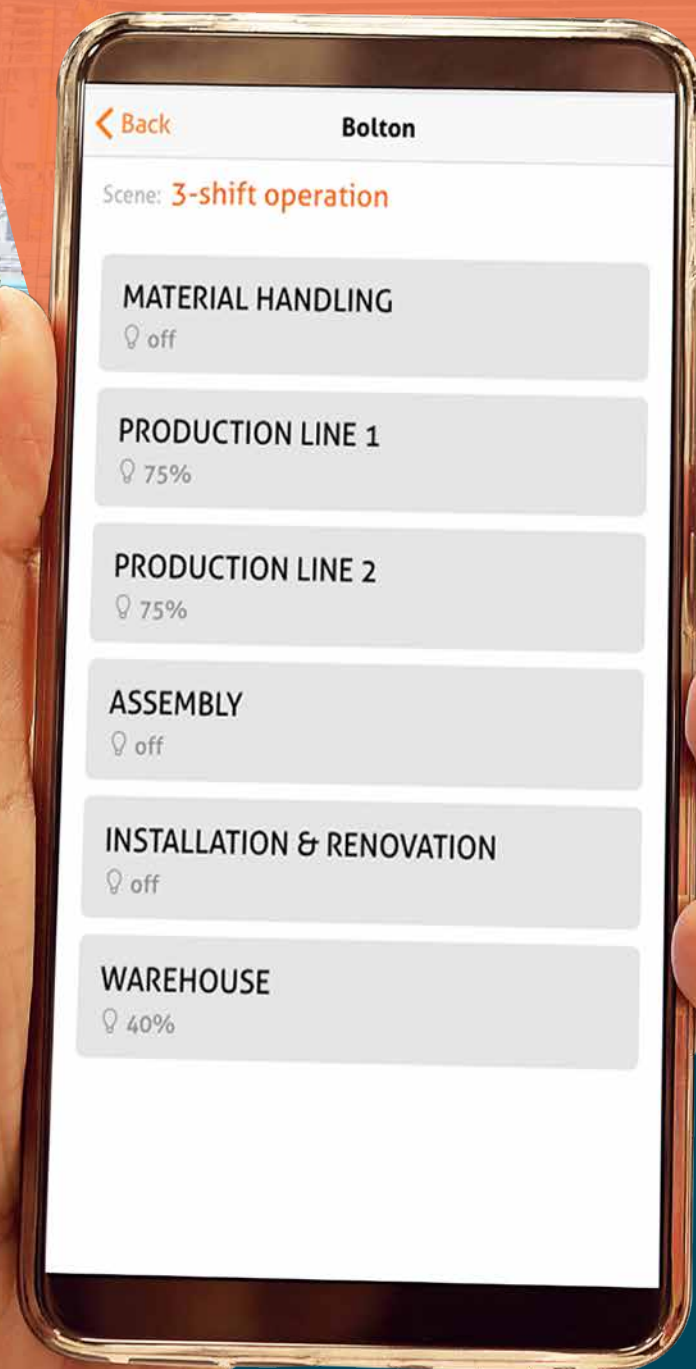 Back
Bolton
Scene: 3-shift operation
MATERIAL HANDLING
off
PRODUCTION LINE 1
75%
PRODUCTION LINE 2
75%
ASSEMBLY
off
INSTALLATION & RENOVATION
off
WAREHOUSE
40%